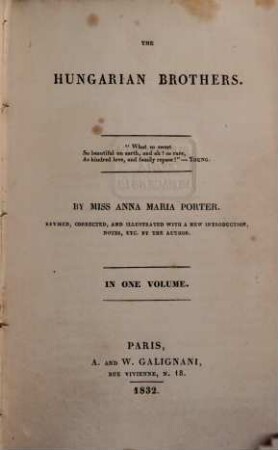 THE
HUNGARIAN BROTHERS.
" What so sweet
So beautiful on earth, and ah! so rare,
As kindred love, and family repose!" — YOUNG.
BY MISS ANNA MARIA PORTER.
REVISED, CORRECTED, AND ILLUSTRATED WITH A NEW INTRODUCTION,
NOTES, ETC. BY THE AUTHOR.
IN ONE VOLUME.
PARIS,
A. AND W. GALIGNANI,
RUE VIVIENNE, N. 18.
1832.